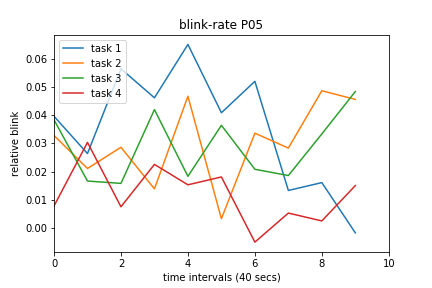 blink-rate P05
task 1
task 2
task 3
task 4
relative blink
0.06
0.05
0.04
0.03
0.02
0.01
0.00
0 2 4 6 8 10
time intervals (40 secs)